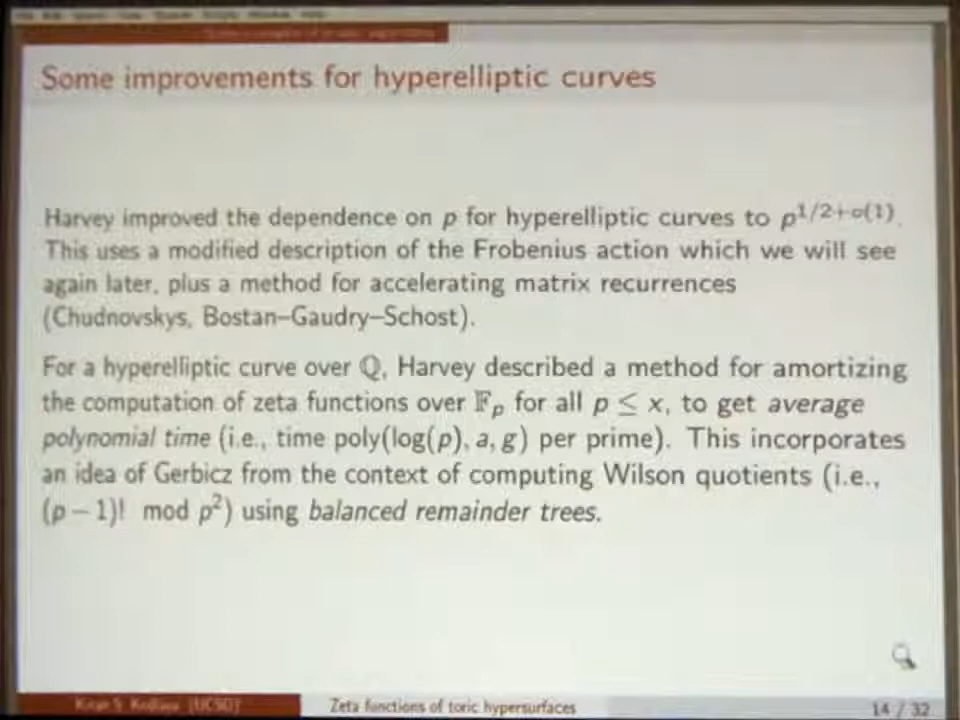 Some improvements for hyperelliptic curves
Harvey improved the dependence on p for hyperelliptic curves to p^{1/2+o(1)}.
This uses a modified description of the Frobenius action which we will see
again later, plus a method for accelerating matrix recurrences
(Chudnovskys, Bostan–Gaudry–Schost).
For a hyperelliptic curve over ℚ, Harvey described a method for amortizing
the computation of zeta functions over 𝔽_p for all p ≤ x, to get average
polynomial time (i.e., time poly(log(p), a, g) per prime). This incorporates
an idea of Gerbicz from the context of computing Wilson quotients (i.e.,
(p − 1)! mod p²) using balanced remainder trees.
Kiran S. Kedlaya (UCSD)
Zeta functions of toric hypersurfaces
14 / 32